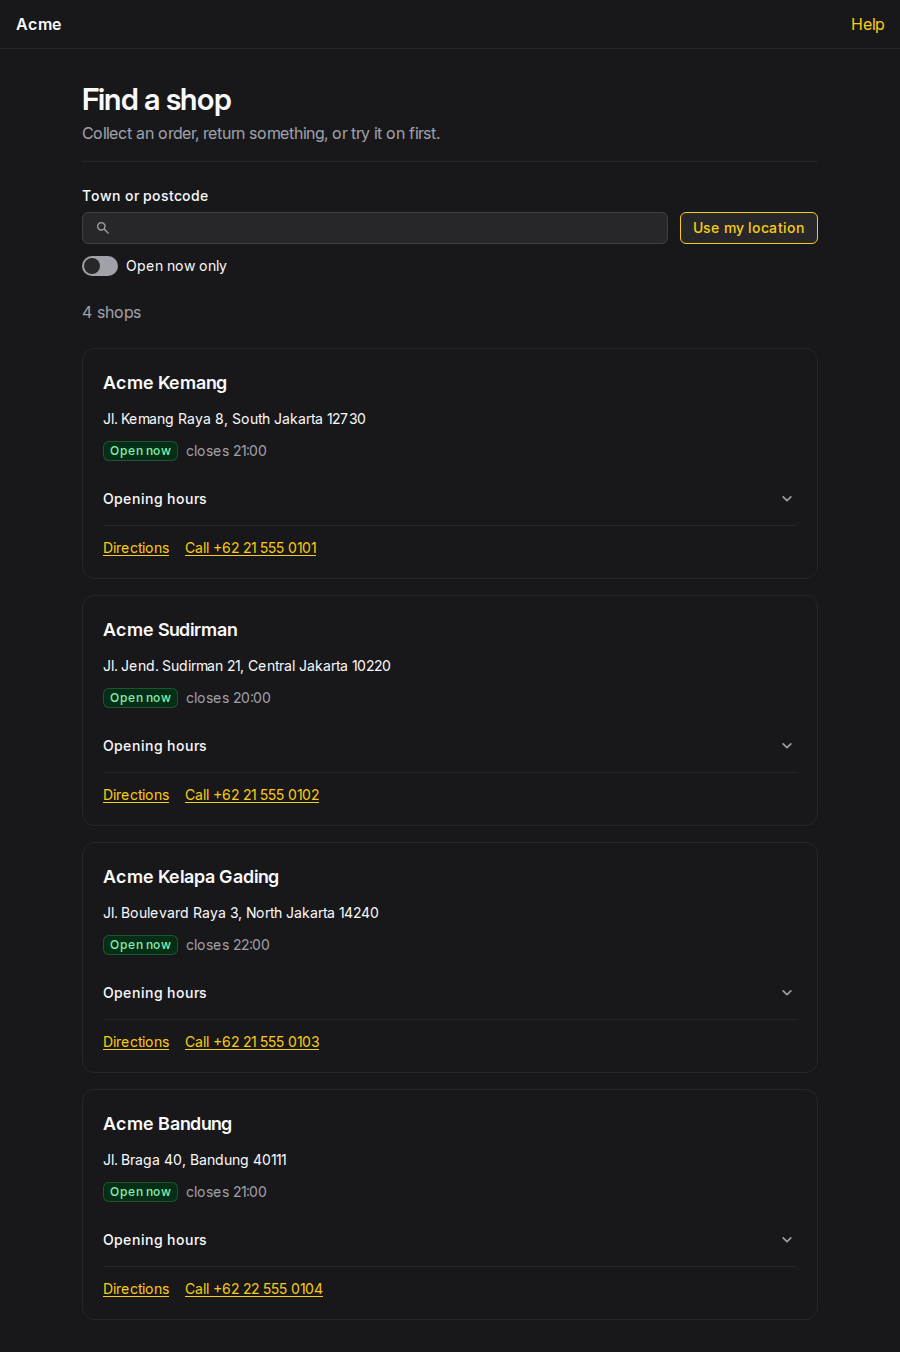 Acme
Help
Find a shop
Collect an order, return something, or try it on first.
Town or postcode
Use my location
Open now only
4 shops
Acme Kemang
Jl. Kemang Raya 8, South Jakarta 12730
Open now closes 21:00
Opening hours
Directions Call +62 21 555 0101
Acme Sudirman
Jl. Jend. Sudirman 21, Central Jakarta 10220
Open now closes 20:00
Opening hours
Directions Call +62 21 555 0102
Acme Kelapa Gading
Jl. Boulevard Raya 3, North Jakarta 14240
Open now closes 22:00
Opening hours
Directions Call +62 21 555 0103
Acme Bandung
Jl. Braga 40, Bandung 40111
Open now closes 21:00
Opening hours
Directions Call +62 22 555 0104